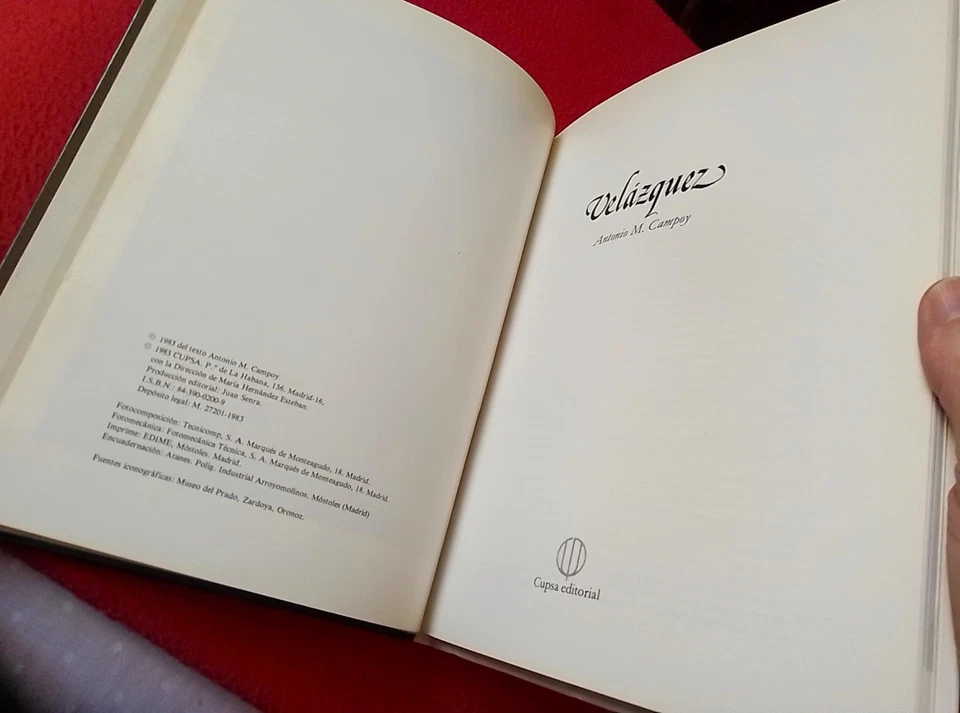 © 1983 del texto Antonio M. Campoy.
© 1983 CUPSA. P.º de La Habana, 136, Madrid-16,
con la Dirección de María Hernández Esteban.
Producción editorial: Juan Senra.
I.S.B.N.: 84-390-0200-9
Depósito legal: M. 27201-1983
Fotocomposición: Tecnicomp, S. A. Marqués de Monteagudo, 18. Madrid.
Fotomecánica: Fotomecánica Técnica, S. A. Marqués de Monteagudo, 18. Madrid.
Imprime: EDIME, Móstoles. Madrid.
Encuadernación: Atanes. Políg. Industrial Arroyomolinos. Móstoles (Madrid)
Fuentes iconográficas: Museo del Prado, Zardoya, Oronoz.
Velázquez
Antonio M. Campoy
Cupsa editorial